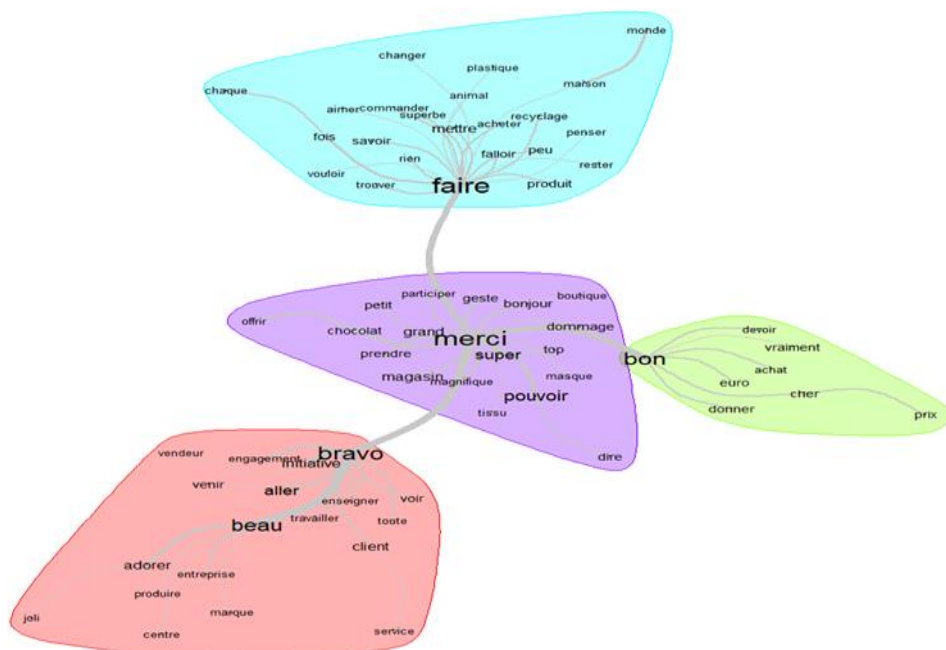 monde
changer
plastique
maison
chaque
animal
aimer
commander
superbe
recyclage
mettre
acheter
penser
fois
savoir
peu
rien
falloir
rester
vouloir
trouver
faire
produit
participer
geste
bonjour
boutique
petit
offrir
chocolat
grand
dommage
merci
devoir
vraiment
prendre
super
top
bon
achat
magasin
magnifique
masque
euro
cher
pouvoir
donner
prix
tissu
dire
vendeur
engagement
bravo
initiative
venir
aller
voir
enseigner
beau
travailler
toute
client
adorer
entreprise
produire
marque
joli
centre
service